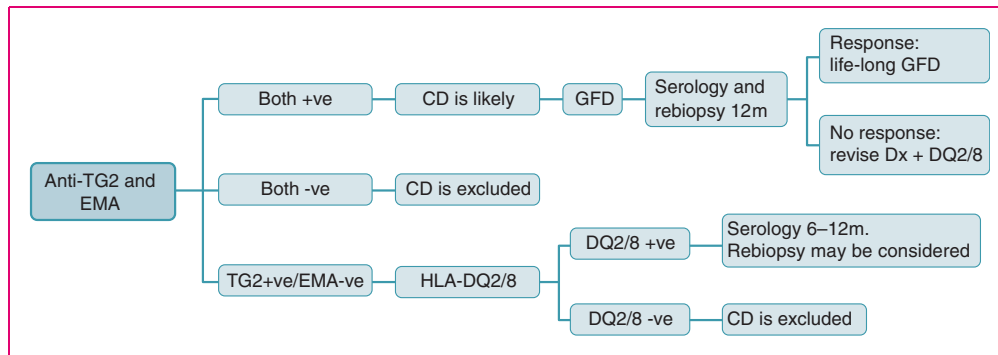 Anti-TG2 and
EMA
Both +ve
CD is likely
GFD
Serology and
rebiopsy 12m
Response:
life-long GFD
No response:
revise Dx + DQ2/8
Both -ve
CD is excluded
TG2+ve/EMA-ve
HLA-DQ2/8
DQ2/8 +ve
Serology 6–12m.
Rebiopsy may be considered
DQ2/8 -ve
CD is excluded